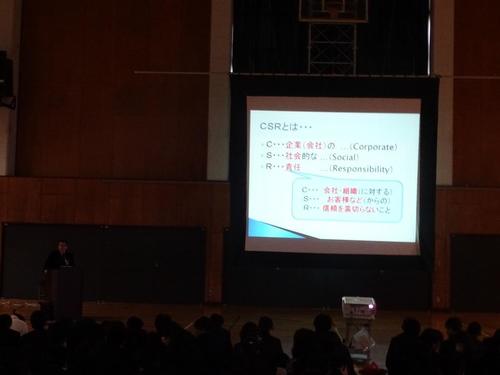 CSRとは・・・
C・・・企業(会社)の …(Corporate)
S・・・社会的な …(Social)
R・・・責任 …(Responsibility)
C・・・ 会社・組織(に対する)
S・・・ お客様など(からの)
R・・・ 信頼を裏切らないこと